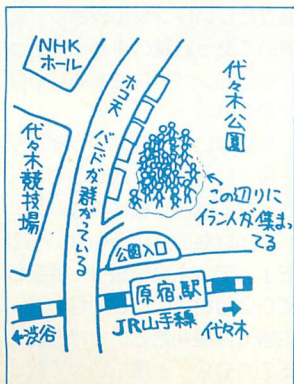 NHK
ホール
ホコ天
バンドが群がっている
代々木公園
代々木競技場
この辺りに
イラン人が集まっ
てる
公園入口
原宿駅
JR山手線
←渋谷
代々木